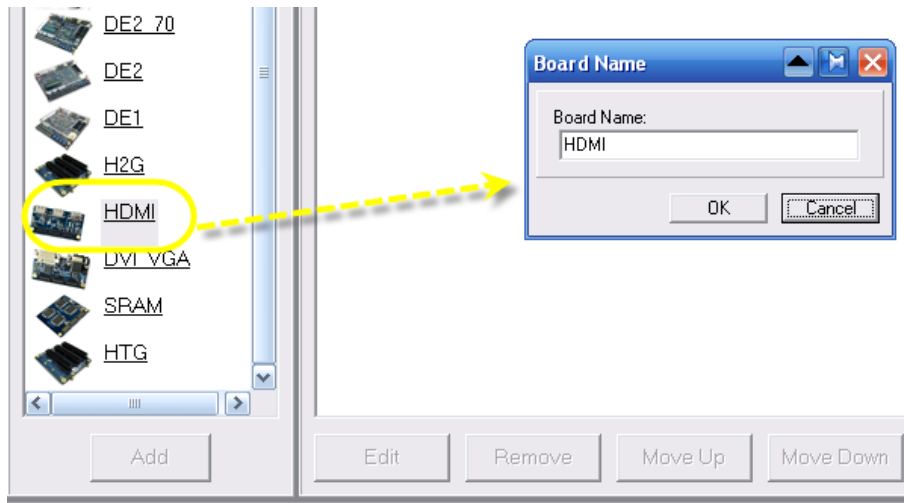 DE2_70
DE2
DE1
H2G
HDMI
DVI_VGA
SRAM
HTG
Add
Board Name
Board Name:
HDMI
OK
Cancel
Edit
Remove
Move Up
Move Down